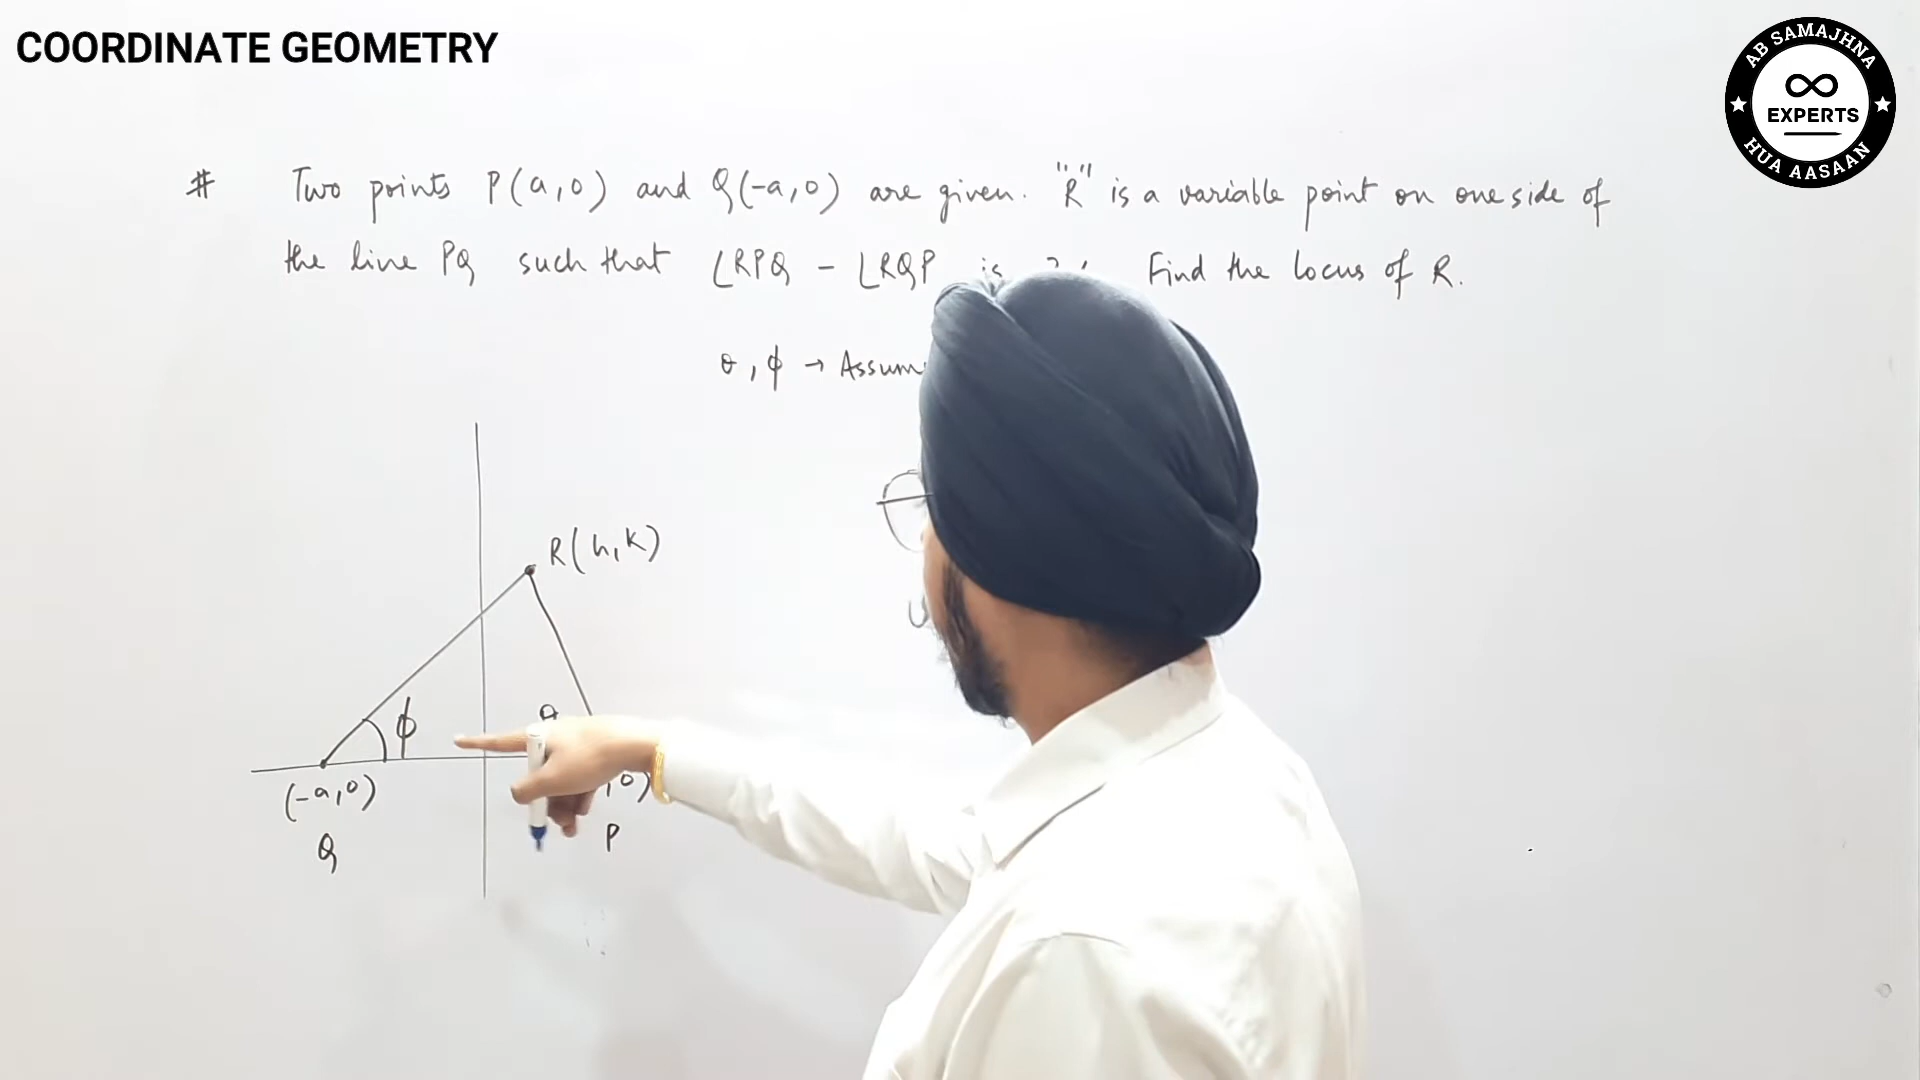 COORDINATE GEOMETRY
AB SAMAJHNA
EXPERTS
HUA AASAAN
# Two points P(a,0) and Q(-a,0) are given. "R" is a variable point on one side of
the line PQ such that ∠RPQ - ∠RQP is Find the locus of R.
θ, ϕ → Assum
R(h,k)
ϕ
θ
(-a,0)
,0)
Q
P